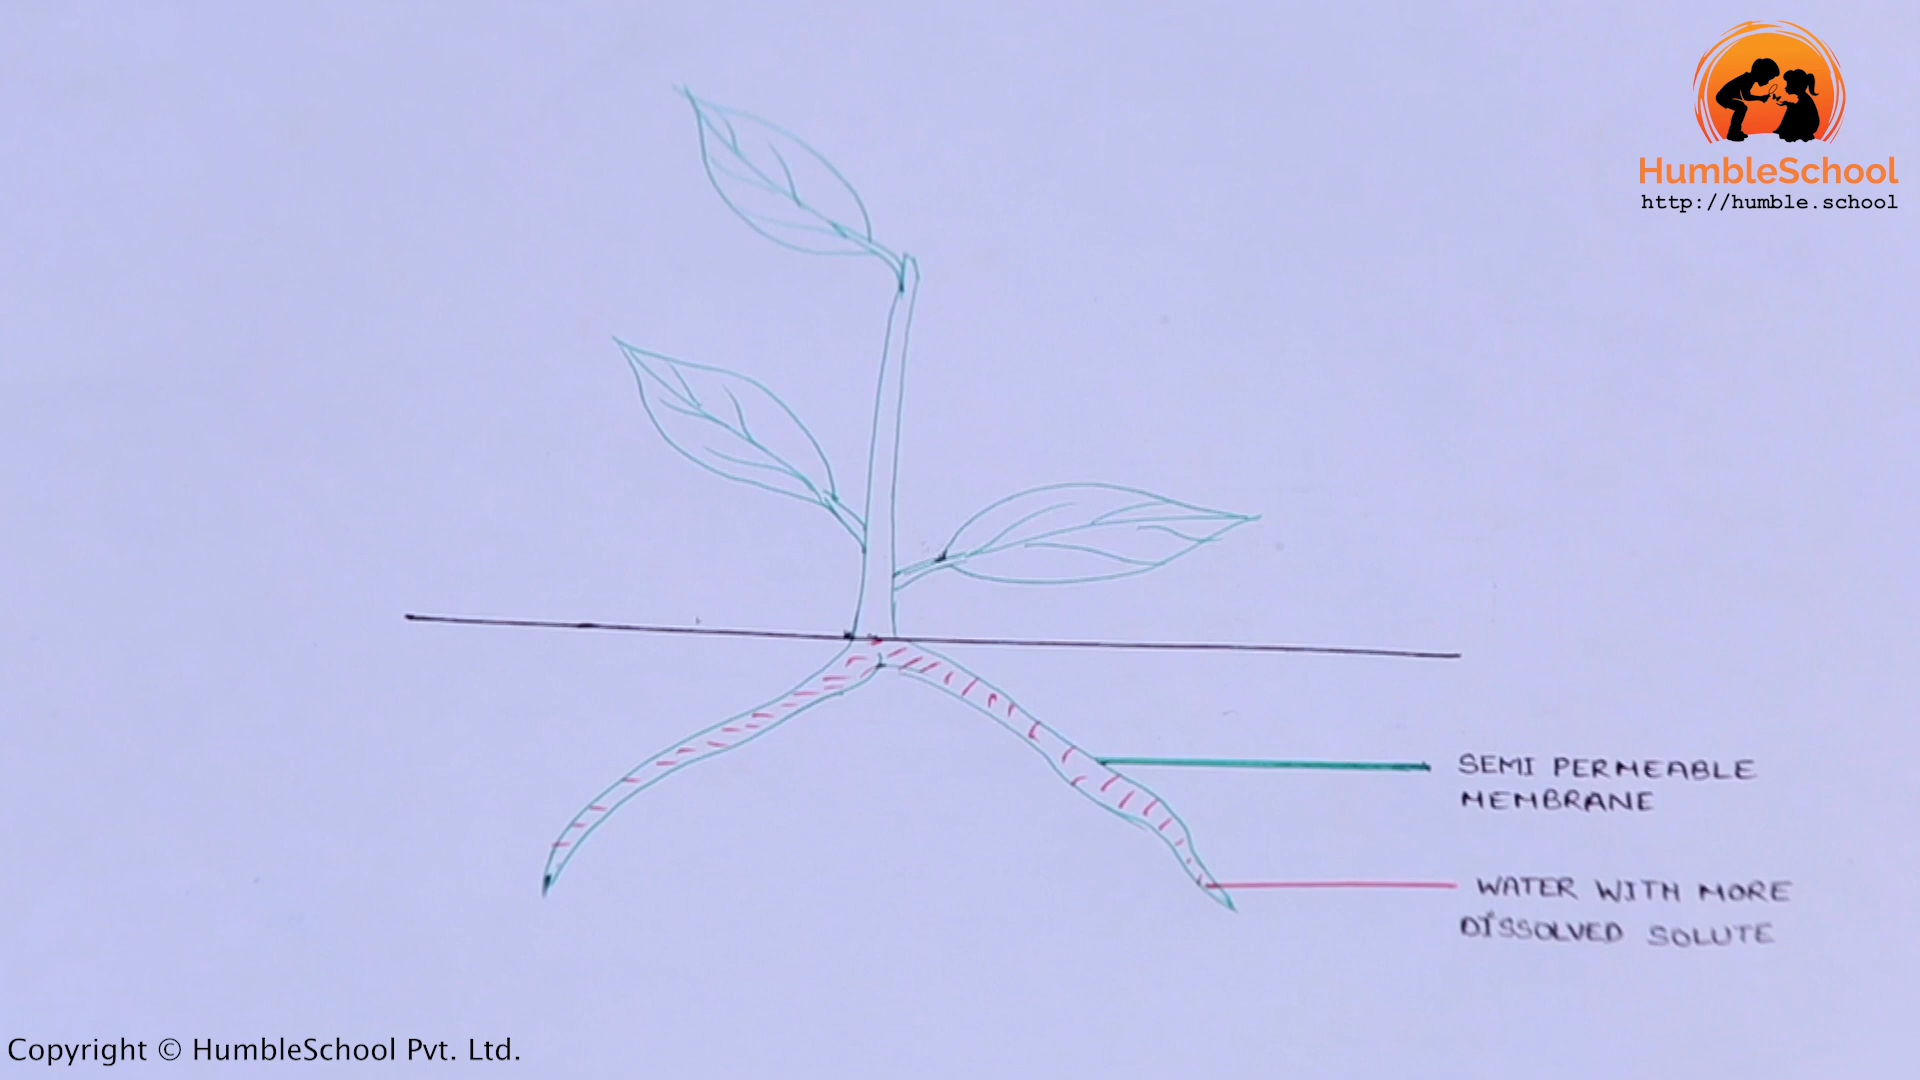 HumbleSchool
http://humble.school
SEMI PERMEABLE
MEMBRANE
WATER WITH MORE
DISSOLVED SOLUTE
Copyright © HumbleSchool Pvt. Ltd.